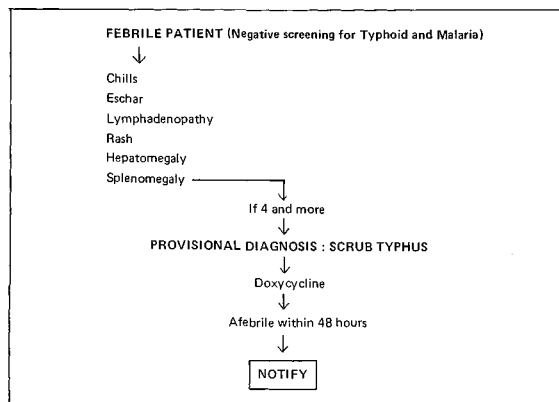 FEBRILE PATIENT (Negative screening for Typhoid and Malaria)
Chills
Eschar
Lymphadenopathy
Rash
Hepatomegaly
Splenomegaly
If 4 and more
PROVISIONAL DIAGNOSIS : SCRUB TYPHUS
Doxycycline
Afebrile within 48 hours
NOTIFY